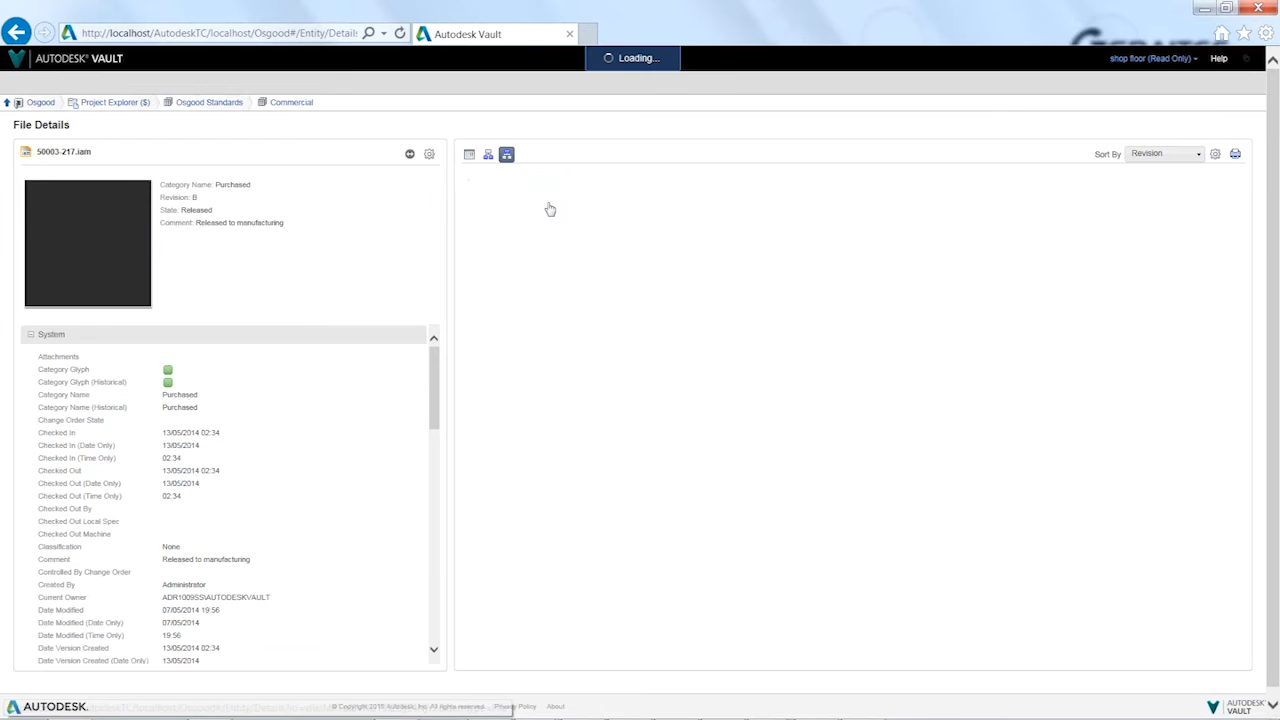 http://localhost/AutodeskTC/localhost/Osgood#/Entity/Details
Autodesk Vault
AUTODESK® VAULT
Loading...
shop floor (Read Only)
Help
Osgood
Project Explorer ($)
Osgood Standards
Commercial
File Details
50003-217.iam
Sort By
Revision
Category Name: Purchased
Revision: B
State: Released
Comment: Released to manufacturing
System
Attachments
Category Glyph
Category Glyph (Historical)
Category Name Purchased
Category Name (Historical) Purchased
Change Order State
Checked In 13/05/2014 02:34
Checked In (Date Only) 13/05/2014
Checked In (Time Only) 02:34
Checked Out 13/05/2014 02:34
Checked Out (Date Only) 13/05/2014
Checked Out (Time Only) 02:34
Checked Out By
Checked Out Local Spec
Checked Out Machine
Classification None
Comment Released to manufacturing
Controlled By Change Order
Created By Administrator
Current Owner ADR1009SS\AUTODESKVAULT
Date Modified 07/05/2014 19:56
Date Modified (Date Only) 07/05/2014
Date Modified (Time Only) 19:56
Date Version Created 13/05/2014 02:34
Date Version Created (Date Only) 13/05/2014
AUTODESK.
Autodesk, Inc. All rights reserved.
Privacy Policy
About
AUTODESK®
VAULT